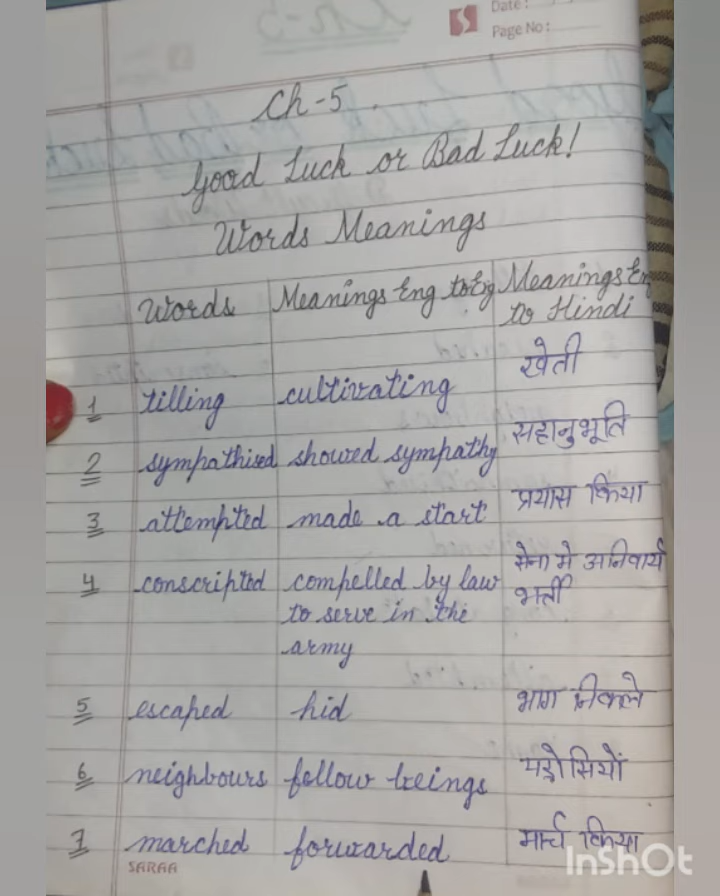 Date:
Page No:
Ch-5.
Good Luck or Bad Luck!
Words Meanings
Words Meanings Eng to Eng Meanings Eng
to Hindi
1 tilling cultivating खेती
2 sympathised showed sympathy सहानुभूति
3 attempted made a start प्रयास किया
4 conscripted compelled by law सेना मे अनिवार्य
to serve in the भर्ती
army
5 escaped hid भाग निकले
6 neighbours fellow beings पड़ोसियों
7 marched forwarded मार्च किया
SARAA
InShOt